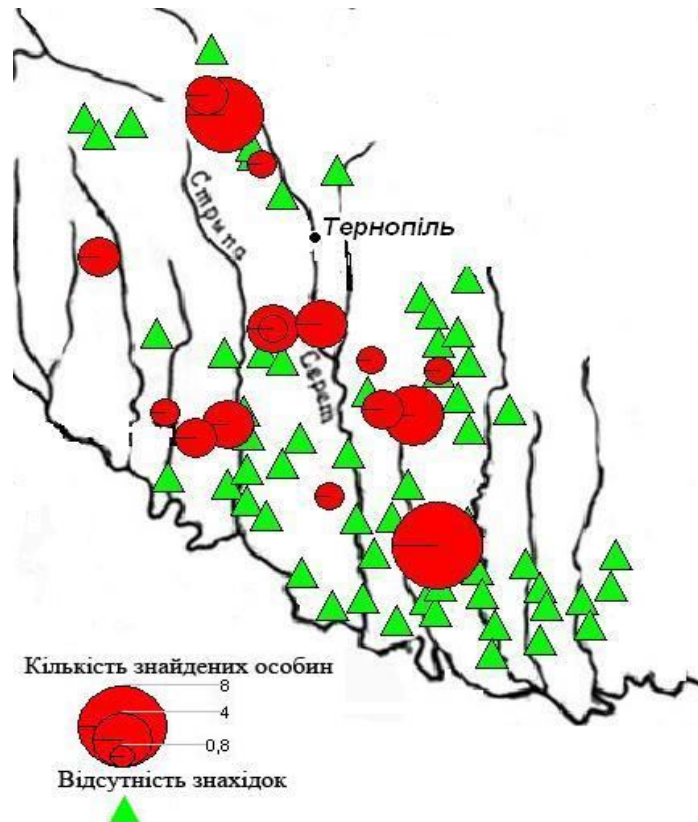 Стрипа
Тернопіль
Серет
Кількість знайдених особин
8
4
0,8
Відсутність знахідок